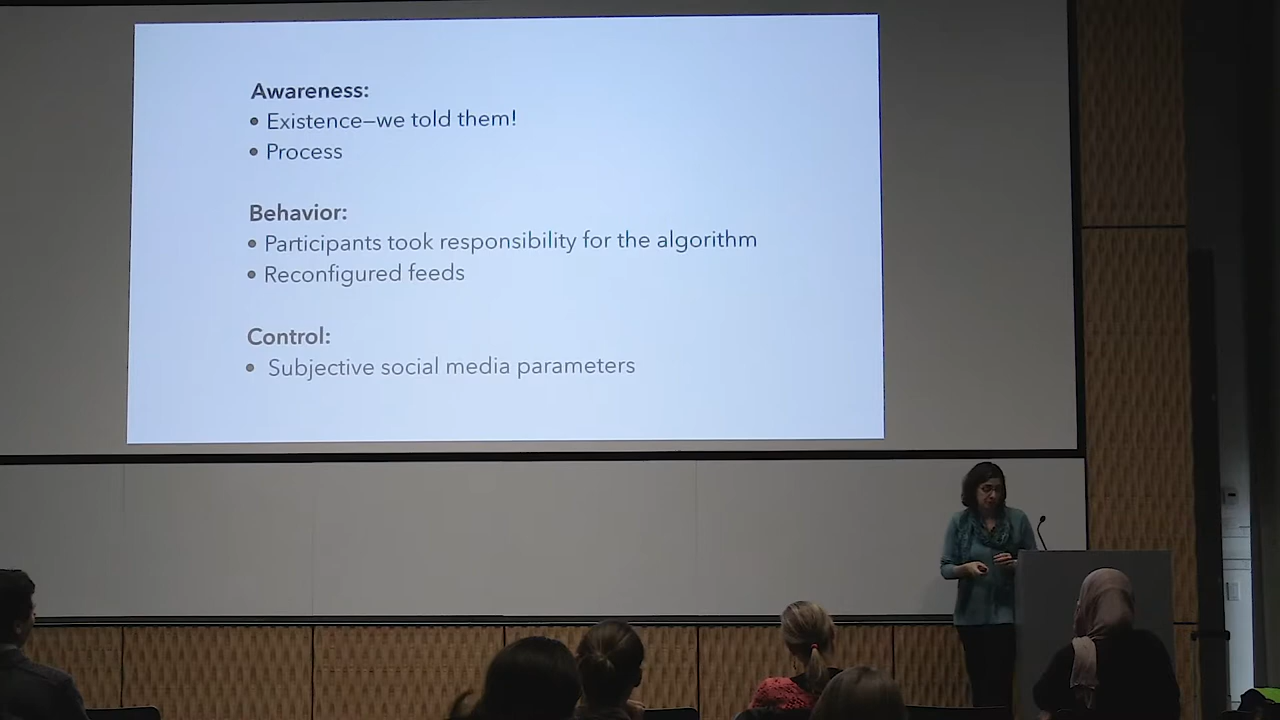 Awareness:
• Existence—we told them!
• Process
Behavior:
• Participants took responsibility for the algorithm
• Reconfigured feeds
Control:
• Subjective social media parameters